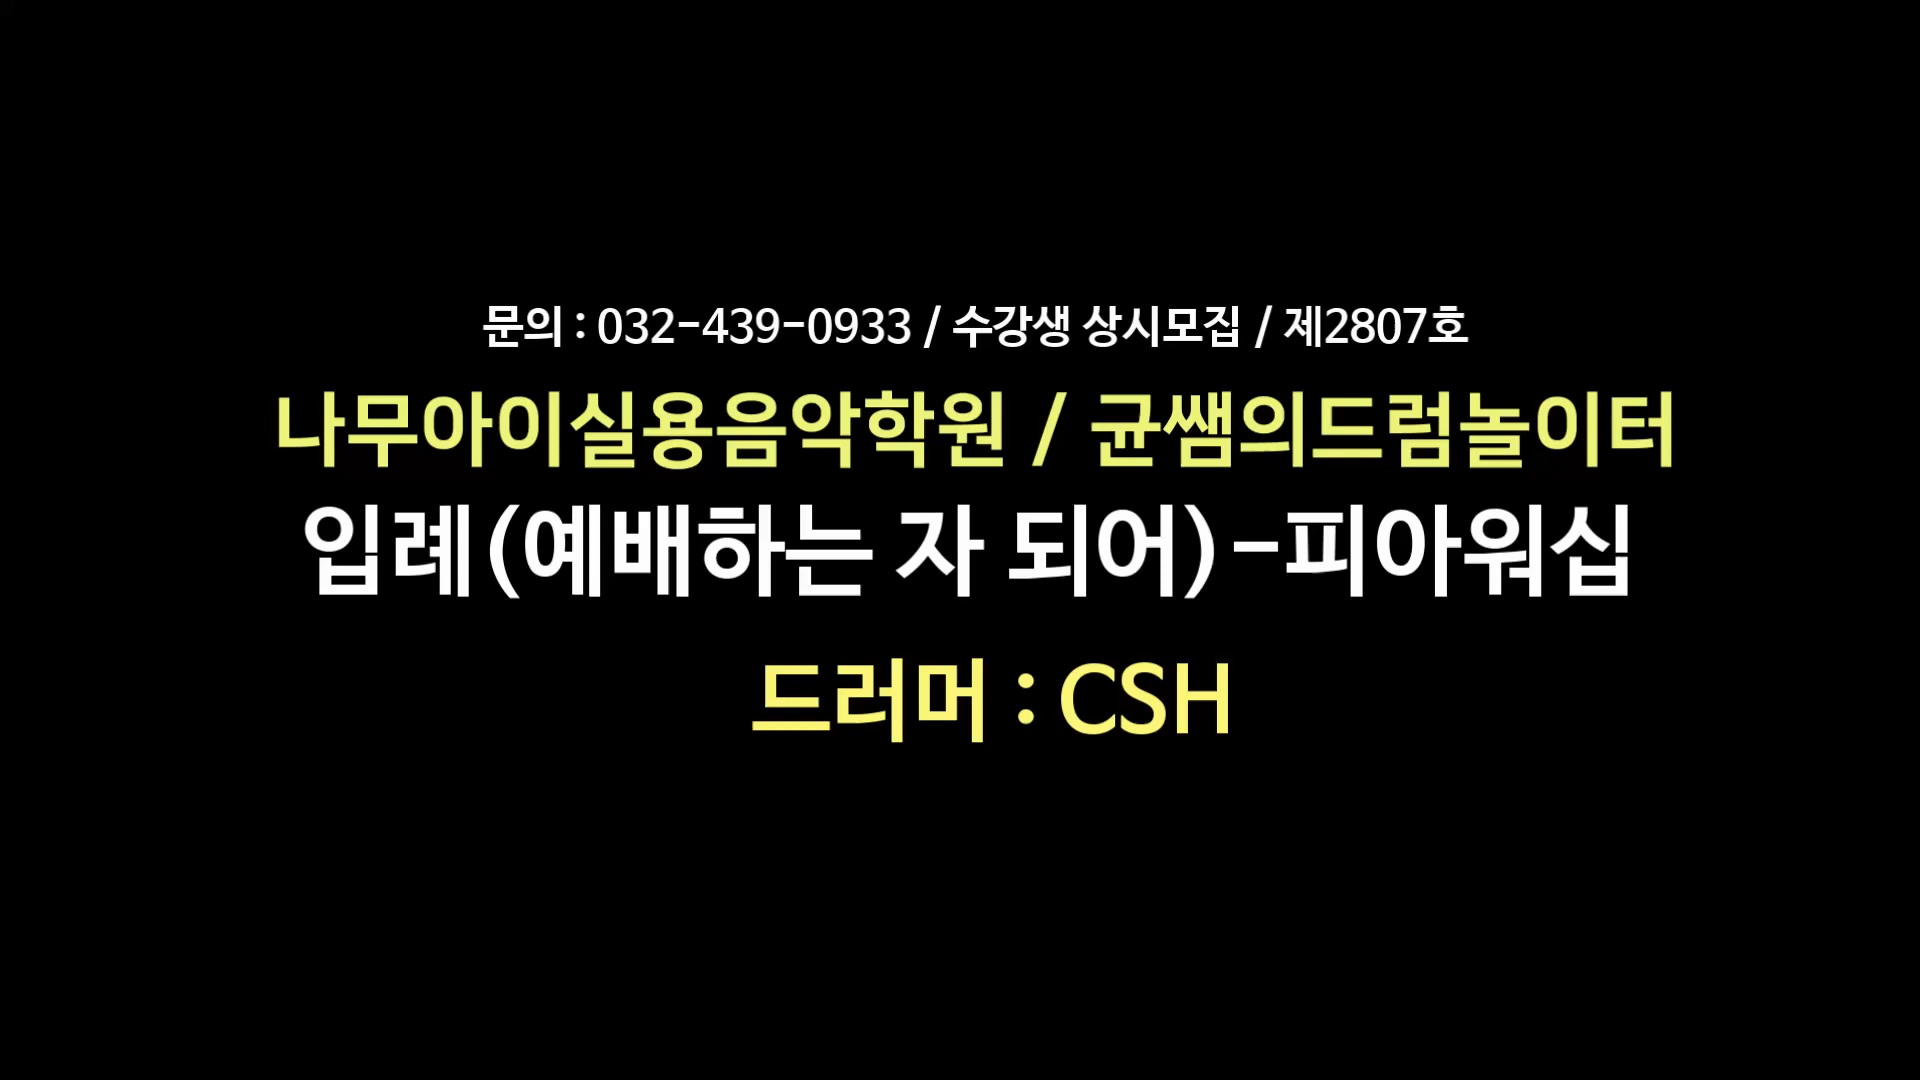 문의 : 032-439-0933 / 수강생 상시모집 / 제2807호
나무아이실용음악학원 / 균쌤의드럼놀이터
입례(예배하는 자 되어)-피아워십
드러머 : CSH